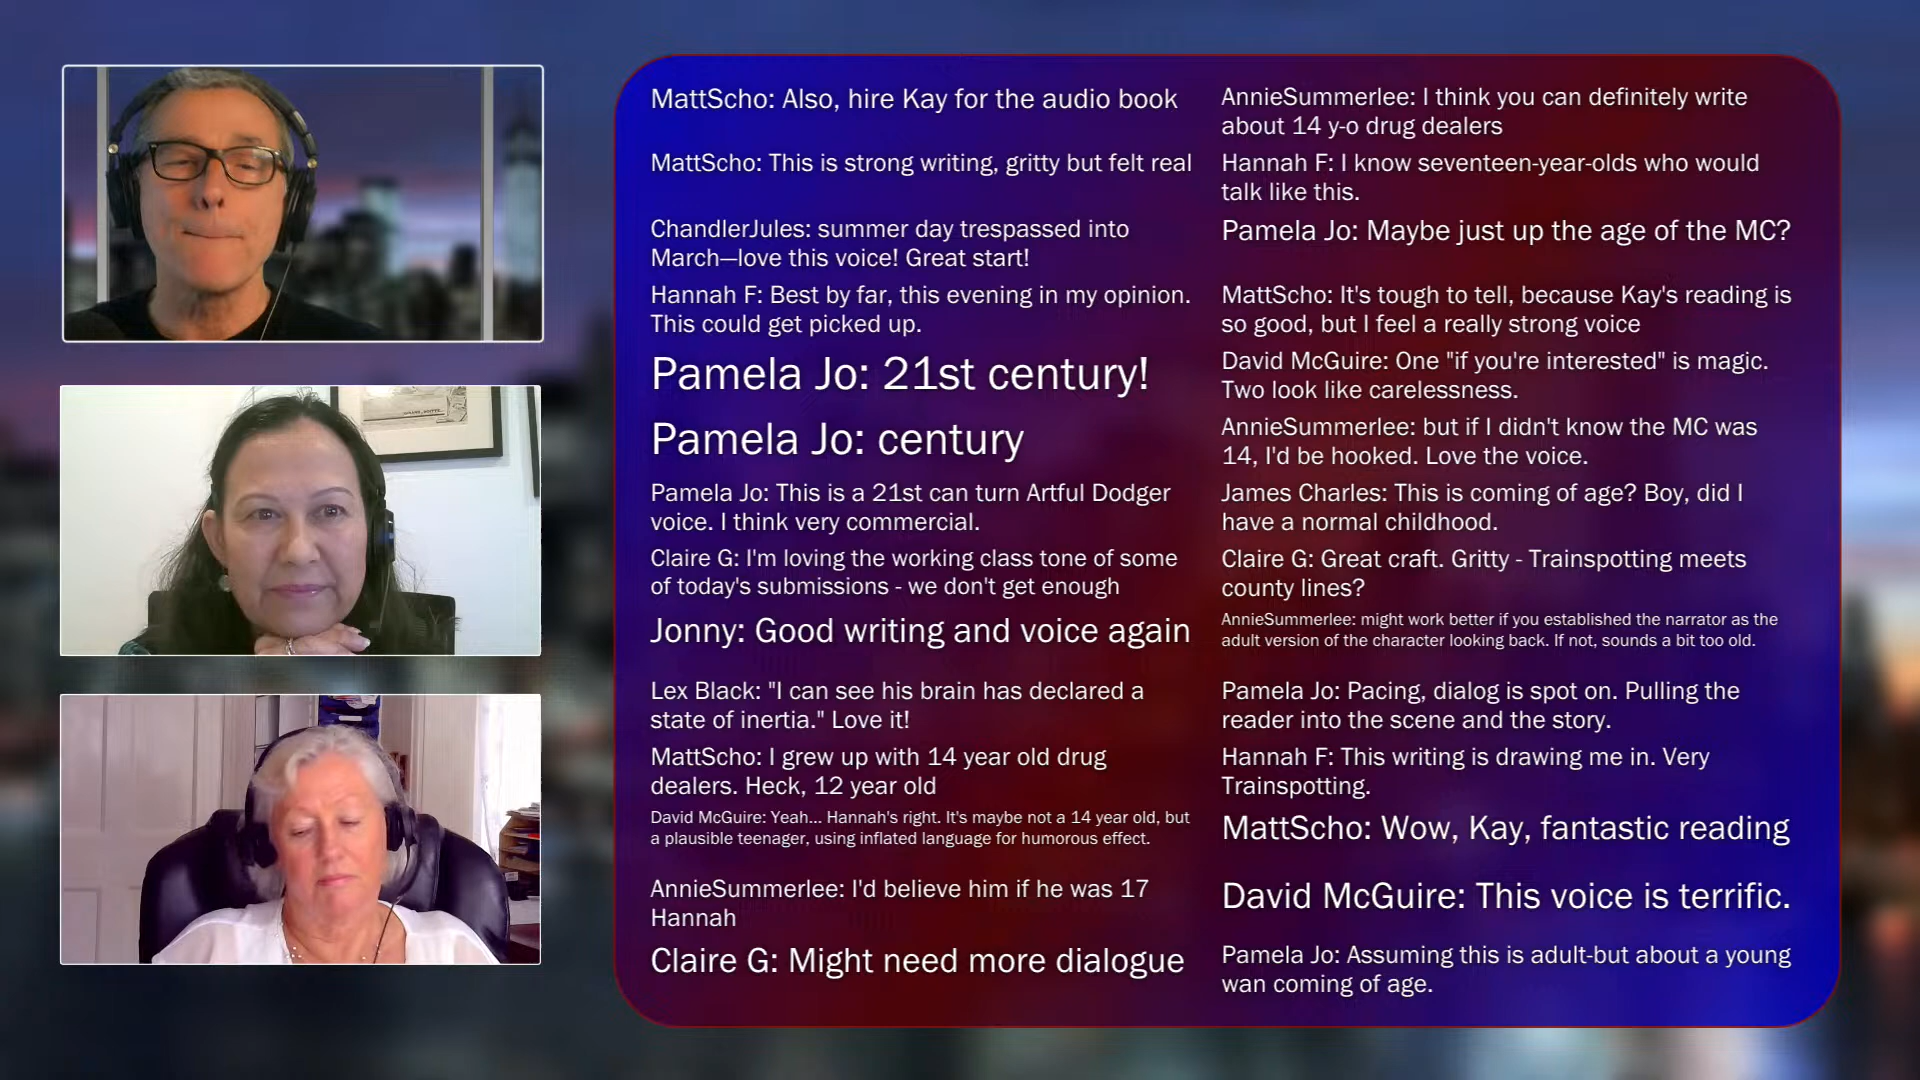 MattScho: Also, hire Kay for the audio book
MattScho: This is strong writing, gritty but felt real
ChandlerJules: summer day trespassed into
March—love this voice! Great start!
Hannah F: Best by far, this evening in my opinion.
This could get picked up.
Pamela Jo: 21st century!
Pamela Jo: century
Pamela Jo: This is a 21st can turn Artful Dodger
voice. I think very commercial.
Claire G: I'm loving the working class tone of some
of today's submissions - we don't get enough
Jonny: Good writing and voice again
Lex Black: "I can see his brain has declared a
state of inertia." Love it!
MattScho: I grew up with 14 year old drug
dealers. Heck, 12 year old
David McGuire: Yeah... Hannah's right. It's maybe not a 14 year old, but
a plausible teenager, using inflated language for humorous effect.
AnnieSummerlee: I'd believe him if he was 17
Hannah
Claire G: Might need more dialogue
AnnieSummerlee: I think you can definitely write
about 14 y-o drug dealers
Hannah F: I know seventeen-year-olds who would
talk like this.
Pamela Jo: Maybe just up the age of the MC?
MattScho: It's tough to tell, because Kay's reading is
so good, but I feel a really strong voice
David McGuire: One "if you're interested" is magic.
Two look like carelessness.
AnnieSummerlee: but if I didn't know the MC was
14, I'd be hooked. Love the voice.
James Charles: This is coming of age? Boy, did I
have a normal childhood.
Claire G: Great craft. Gritty - Trainspotting meets
county lines?
AnnieSummerlee: might work better if you established the narrator as the
adult version of the character looking back. If not, sounds a bit too old.
Pamela Jo: Pacing, dialog is spot on. Pulling the
reader into the scene and the story.
Hannah F: This writing is drawing me in. Very
Trainspotting.
MattScho: Wow, Kay, fantastic reading
David McGuire: This voice is terrific.
Pamela Jo: Assuming this is adult-but about a young
wan coming of age.